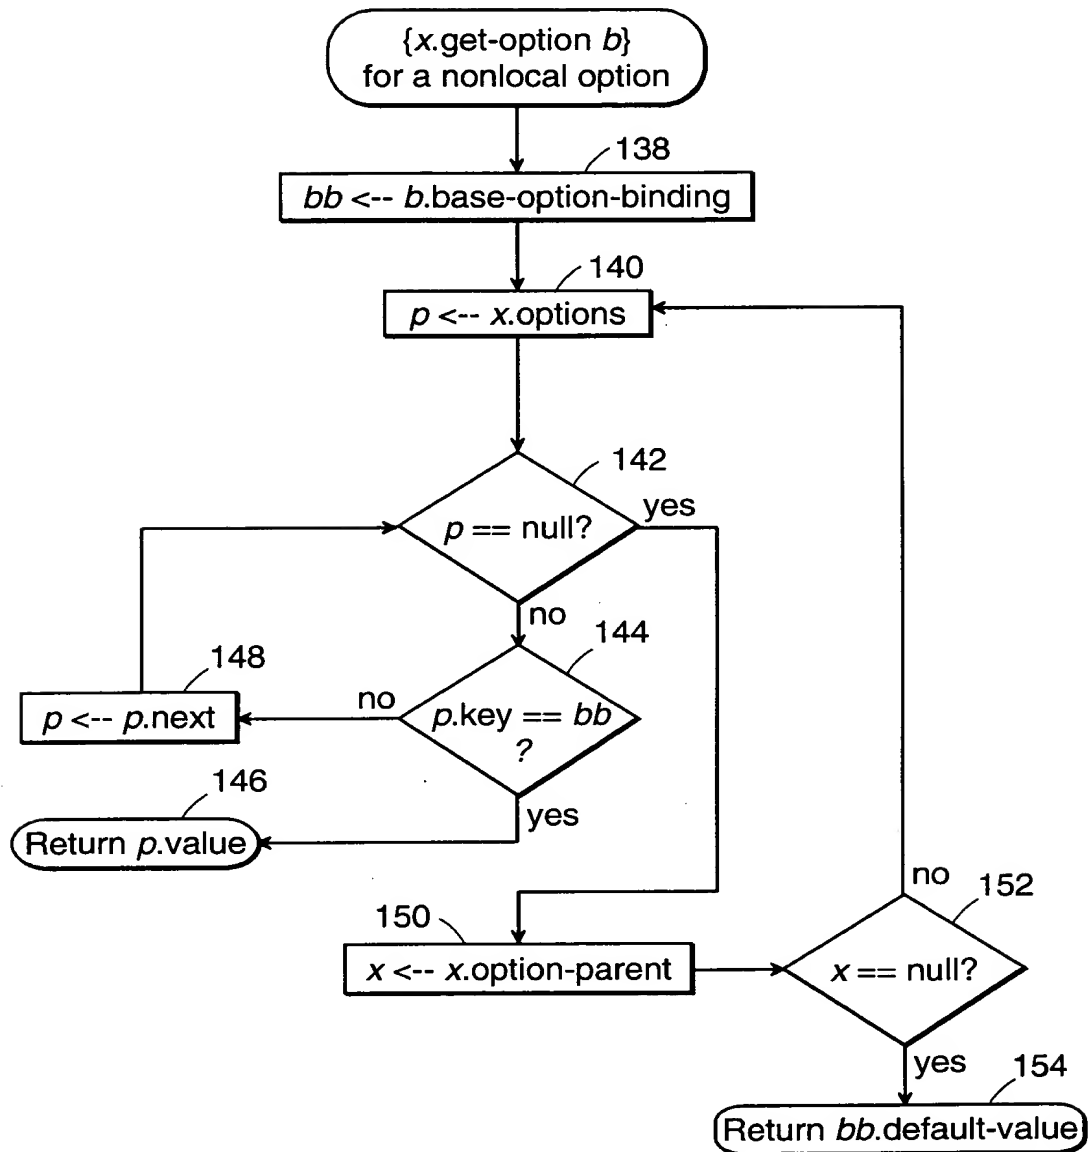 {x.get-option b}
for a nonlocal option
138
bb <-- b.base-option-binding
140
p <-- x.options
142
p == null?
yes
no
144
p.key == bb
?
no
148
p <-- p.next
yes
146
Return p.value
150
x <-- x.option-parent
152
x == null?
no
yes
154
Return bb.default-value